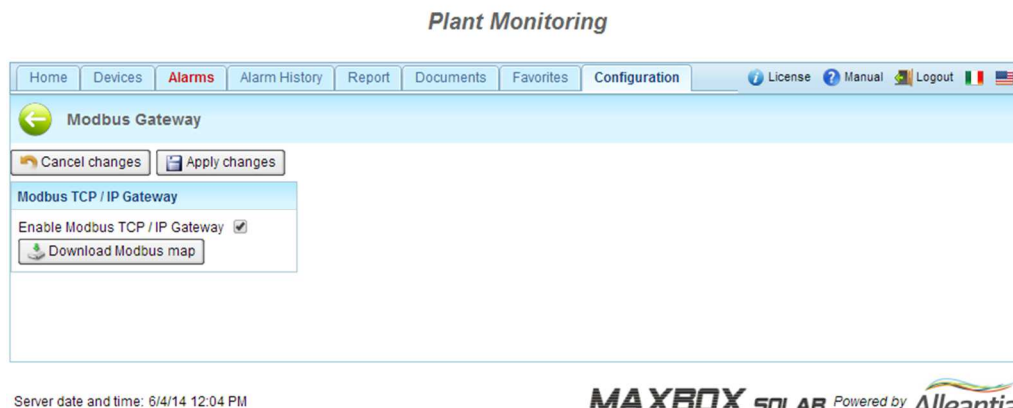 Plant Monitoring
Home Devices Alarms Alarm History Report Documents Favorites Configuration License Manual Logout
Modbus Gateway
Cancel changes Apply changes
Modbus TCP / IP Gateway
Enable Modbus TCP / IP Gateway
Download Modbus map
Server date and time: 6/4/14 12:04 PM
MAXBOX SOLAR Powered by Alleantia